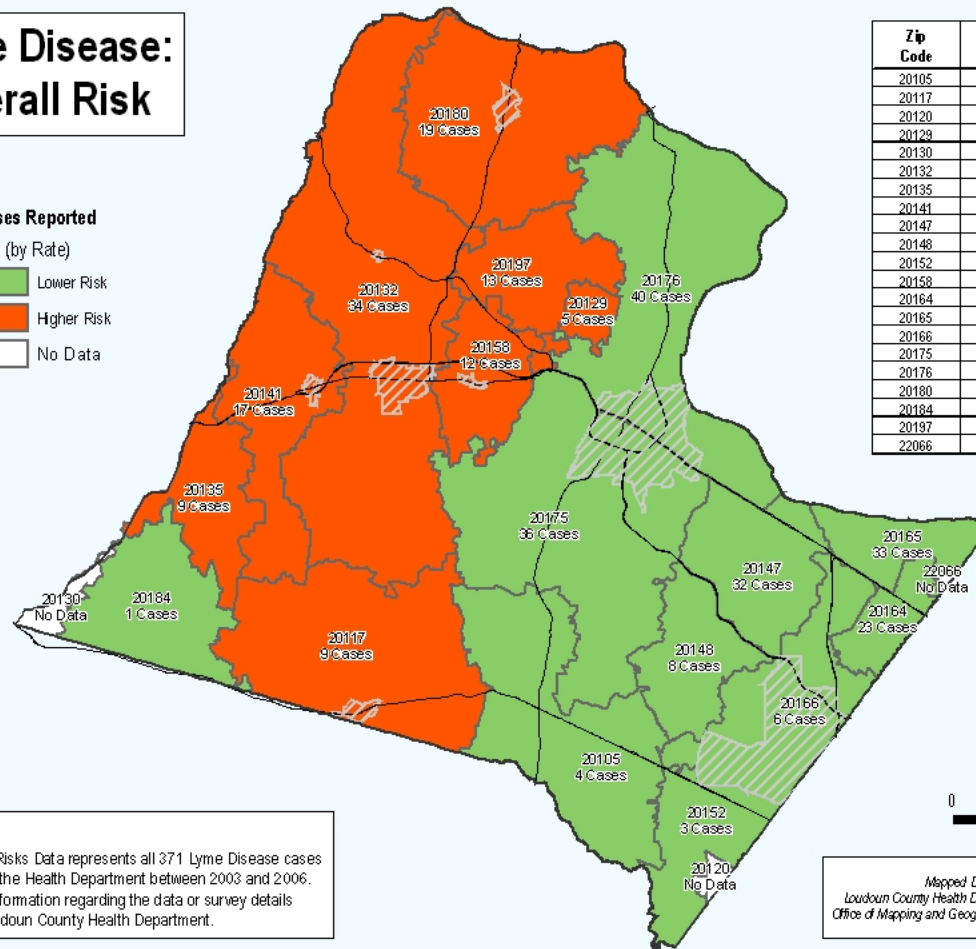 e Disease:
erall Risk
ses Reported
(by Rate)
Lower Risk
Higher Risk
No Data
20180
19 Cases
20197
13 Cases
20176
40 Cases
20132
34 Cases
20129
5 Cases
20158
12 Cases
20141
17 Cases
20135
9 Cases
20175
36 Cases
20165
33 Cases
20147
32 Cases
22066
No Data
20130
No Data
20184
1 Cases
20164
23 Cases
20117
9 Cases
20148
8 Cases
20166
6 Cases
20105
4 Cases
20152
3 Cases
20120
No Data
Zip
Code
20105
20117
20120
20129
20130
20132
20135
20141
20147
20148
20152
20158
20164
20165
20166
20175
20176
20180
20184
20197
22066
0
Risks Data represents all 371 Lyme Disease cases
the Health Department between 2003 and 2006.
formation regarding the data or survey details
udoun County Health Department.
Mapped D
Loudoun County Health D
Office of Mapping and Geog